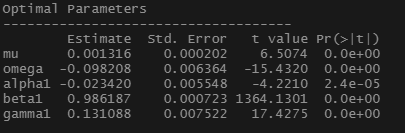 Optimal Parameters
------------------------------------
        Estimate  Std. Error   t value Pr(>|t|)
mu      0.001316    0.000202    6.5074  0.0e+00
omega  -0.098208    0.006364  -15.4320  0.0e+00
alpha1 -0.023420    0.005548   -4.2210  2.4e-05
beta1   0.986187    0.000723 1364.1301  0.0e+00
gamma1  0.131088    0.007522   17.4275  0.0e+00